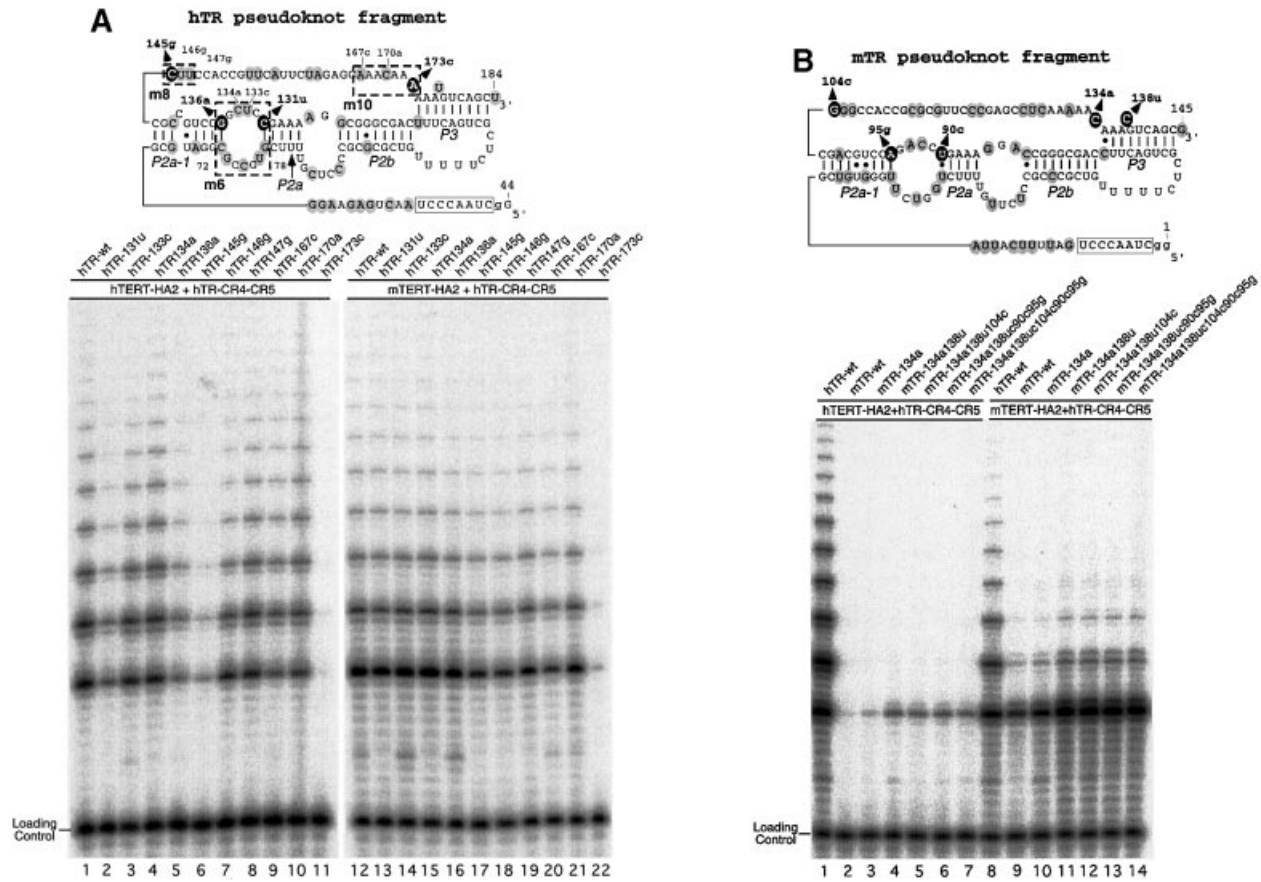 A
hTR pseudoknot fragment
145g
146g
147g
167c
170a
173c
184
CUUCCACCGUUCAUUCUAGAGCAAACAA
A
U
m8
m10
AAAGUCAGCU
3'
134a
133c
136a
131u
P3
P2a-1
72
78
P2a
P2b
m6
44
GGAAGAGUCAA
UCCCAAUC
gG
5'
hTR-wt
hTR-131u
hTR-133c
hTR134a
hTR136a
hTR-145g
hTR-146g
hTR147g
hTR-167c
hTR-170a
hTR-173c
hTR-wt
hTR-131u
hTR-133c
hTR134a
hTR136a
hTR-145g
hTR-146g
hTR147g
hTR-167c
hTR-170a
hTR-173c
hTERT-HA2 + hTR-CR4-CR5
mTERT-HA2 + hTR-CR4-CR5
Loading
Control
1 2 3 4 5 6 7 8 9 10 11 12 13 14 15 16 17 18 19 20 21 22
B
mTR pseudoknot fragment
104c
134a
138u
145
GGGCCACCGCGCGUUCCCGAGCCUCAAAAA
C
C
AAAGUCAGCG
3'
95g
90c
P3
P2a-1
P2a
P2b
1
AUUACUUUAG
UCCCAAUC
gg
5'
hTR-wt
mTR-wt
mTR-134a
mTR-134a138u
mTR-134a138u104c
mTR-134a138uc90c95g
mTR-134a138uc104c90c95g
hTR-wt
mTR-wt
mTR-134a
mTR-134a138u
mTR-134a138u104c
mTR-134a138uc90c95g
mTR-134a138uc104c90c95g
hTERT-HA2+hTR-CR4-CR5
mTERT-HA2+hTR-CR4-CR5
Loading
Control
1 2 3 4 5 6 7 8 9 10 11 12 13 14